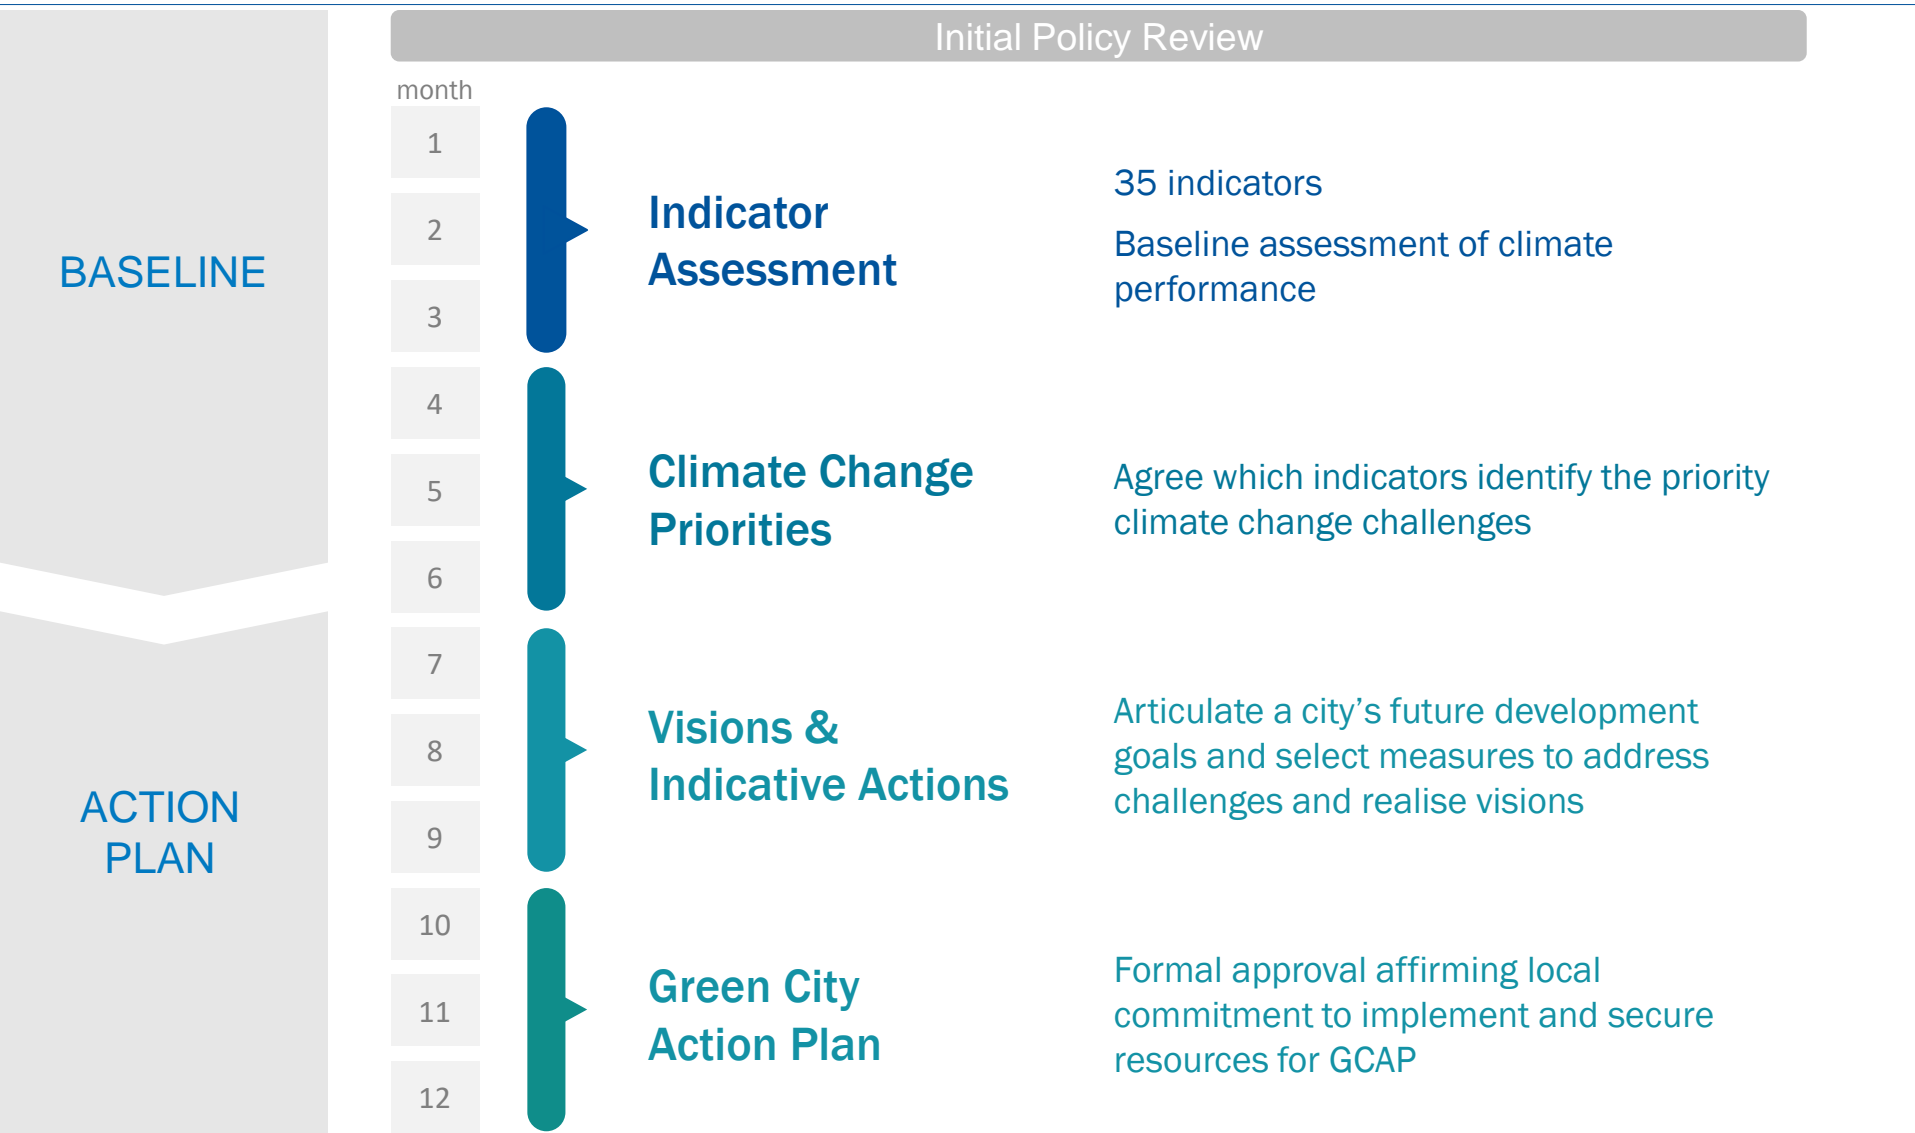 Initial Policy Review
month
BASELINE
1
2
3
Indicator
Assessment
35 indicators
Baseline assessment of climate
performance
4
5
6
Climate Change
Priorities
Agree which indicators identify the priority
climate change challenges
ACTION
PLAN
7
8
9
Visions &
Indicative Actions
Articulate a city’s future development
goals and select measures to address
challenges and realise visions
10
11
12
Green City
Action Plan
Formal approval affirming local
commitment to implement and secure
resources for GCAP